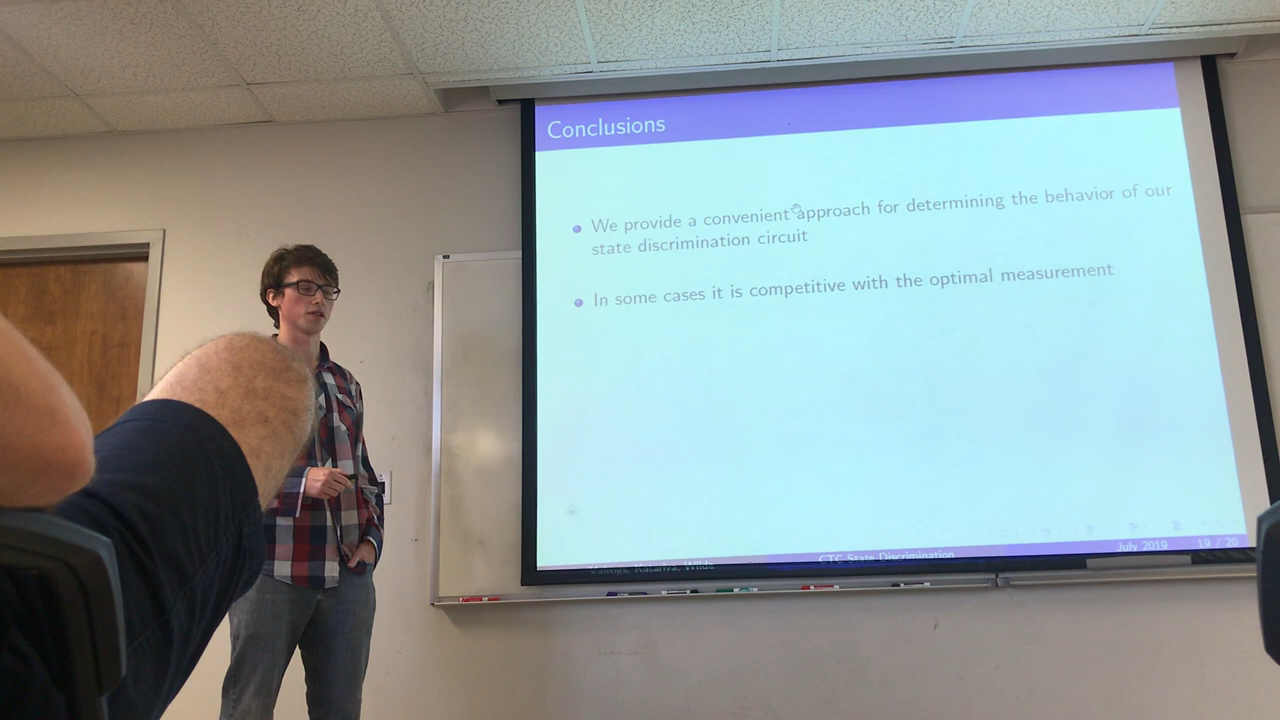 Conclusions
We provide a convenient approach for determining the behavior of our
state discrimination circuit
In some cases it is competitive with the optimal measurement
Wilde
CTC State Discrimination
July 2019
19 / 20